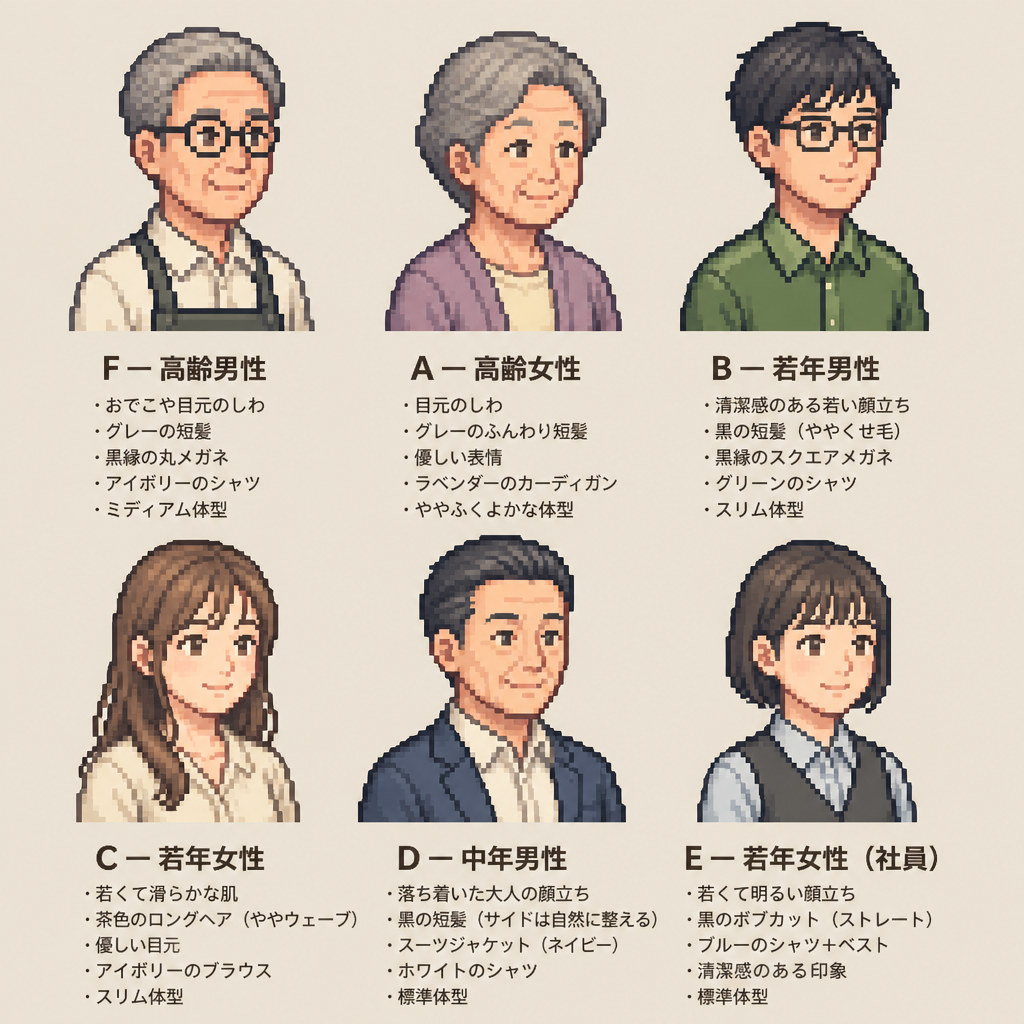 F — 高齢男性
・おでこや目元のしわ
・グレーの短髪
・黒縁の丸メガネ
・アイボリーのシャツ
・ミディアム体型
A — 高齢女性
・目元のしわ
・グレーのふんわり短髪
・優しい表情
・ラベンダーのカーディガン
・ややふくよかな体型
B — 若年男性
・清潔感のある若い顔立ち
・黒の短髪（ややくせ毛）
・黒縁のスクエアメガネ
・グリーンのシャツ
・スリム体型
C — 若年女性
・若くて滑らかな肌
・茶色のロングヘア（ややウェーブ）
・優しい目元
・アイボリーのブラウス
・スリム体型
D — 中年男性
・落ち着いた大人の顔立ち
・黒の短髪（サイドは自然に整える）
・スーツジャケット（ネイビー）
・ホワイトのシャツ
・標準体型
E — 若年女性（社員）
・若くて明るい顔立ち
・黒のボブカット（ストレート）
・ブルーのシャツ＋ベスト
・清潔感のある印象
・標準体型